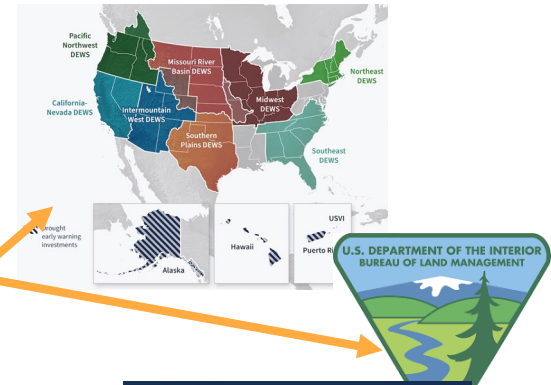 Pacific
Northwest
DEWS
Missouri River
Basin DEWS
Northeast
DEWS
California-
Nevada DEWS
Intermountain
West DEWS
Midwest
DEWS
Southern
Plains DEWS
Southeast
DEWS
Drought
early warning
investments
Alaska
Hawaii
USVI
Puerto Ri
U.S. DEPARTMENT OF THE INTERIOR
BUREAU OF LAND MANAGEMENT